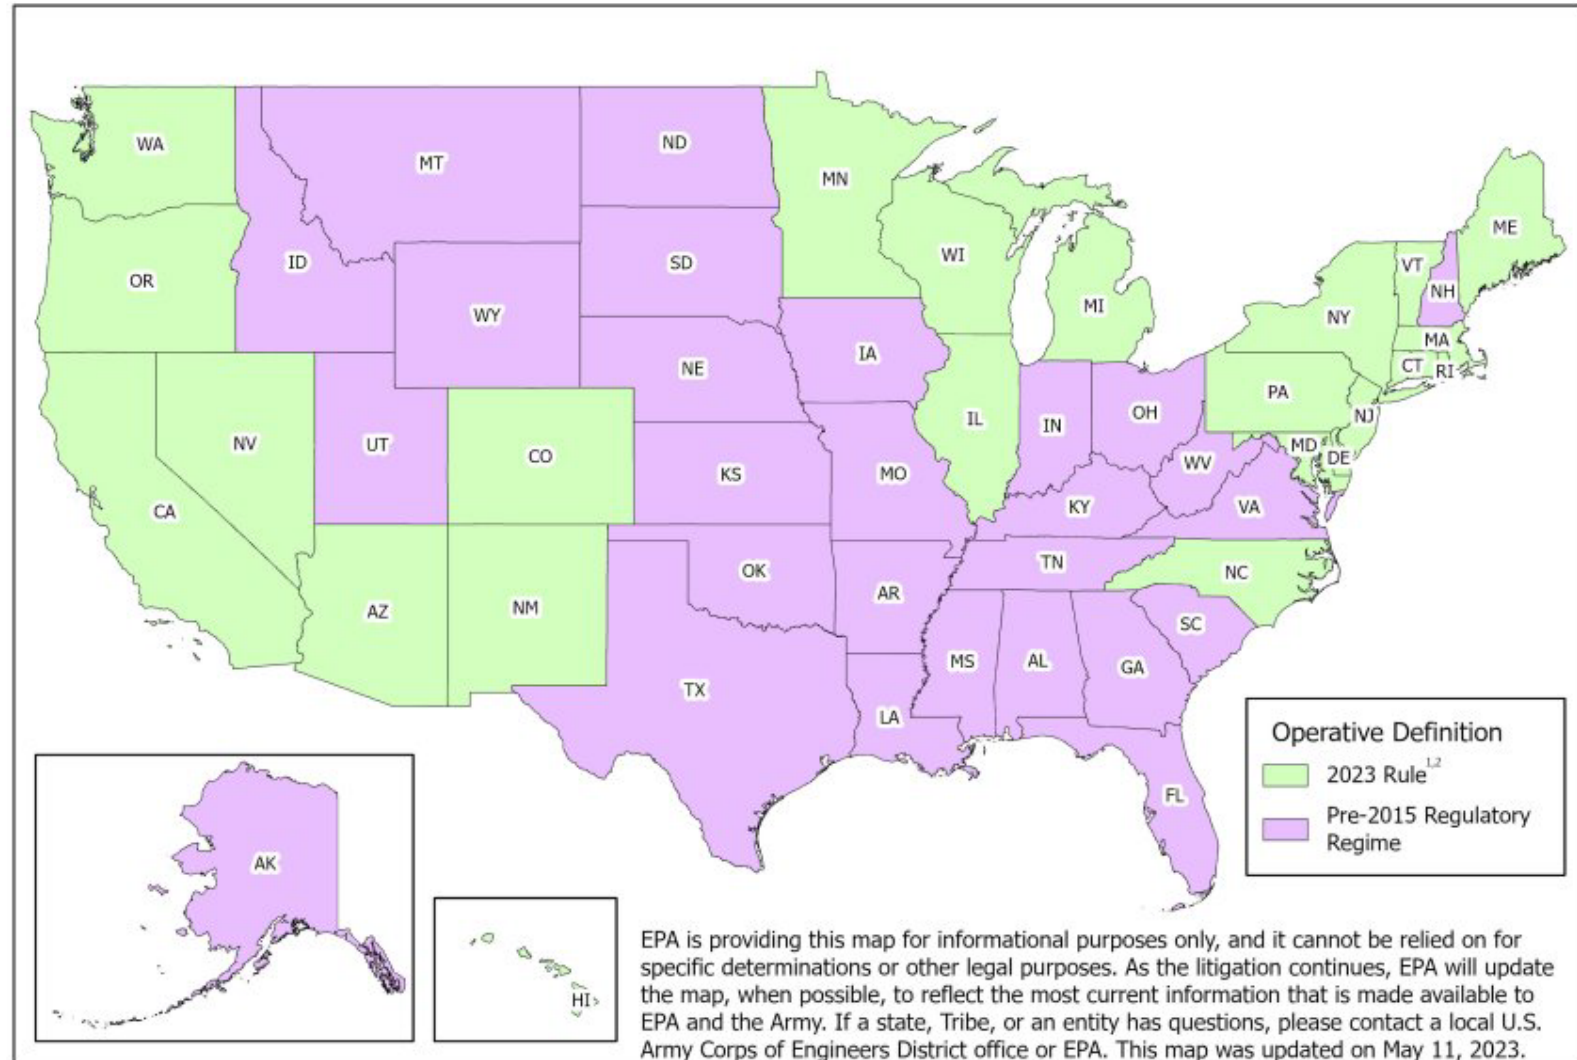 WA
MT
ND
MN
ME
VT
NH
ID
OR
SD
WI
MI
NY
WY
MA
IA
CT
RI
NE
PA
OH
NJ
IL
IN
NV
UT
CO
MD
DE
WV
KS
MO
CA
KY
VA
TN
OK
NC
AZ
NM
AR
SC
MS
AL
GA
TX
LA
FL
AK
HI
Operative Definition
2023 Rule1,2
Pre-2015 Regulatory
Regime
EPA is providing this map for informational purposes only, and it cannot be relied on for
specific determinations or other legal purposes. As the litigation continues, EPA will update
the map, when possible, to reflect the most current information that is made available to
EPA and the Army. If a state, Tribe, or an entity has questions, please contact a local U.S.
Army Corps of Engineers District office or EPA. This map was updated on May 11, 2023.